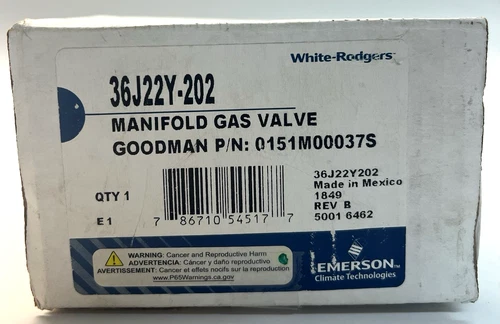 White-Rodgers
36J22Y-202
MANIFOLD GAS VALVE
GOODMAN P/N: 0151M00037S
QTY 1
E1
7 86710 54517 7
36J22Y202
Made in Mexico
1849
REV B
5001 6462
WARNING: Cancer and Reproductive Harm
ADVERTENCIA: Cáncer y daño reproductivo
AVERTISSEMENT: Cancer et effets nocifs sur la reproduction
www.P65Warnings.ca.gov
EMERSON
Climate Technologies